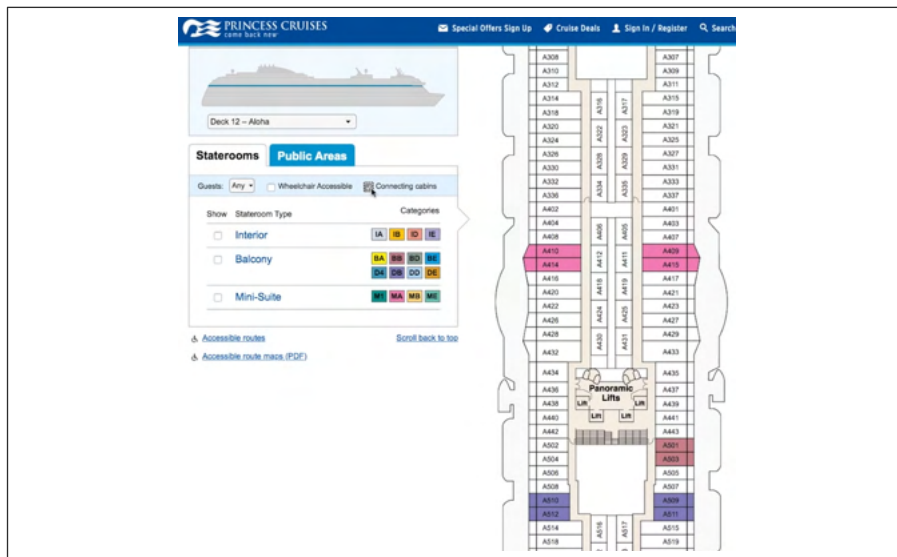 PRINCESS CRUISES
come back new
Special Offers Sign Up Cruise Deals Sign In / Register Search
Deck 12 – Aloha
Staterooms Public Areas
Guests: Any Wheelchair Accessible Connecting cabins
Show Stateroom Type Categories
Interior IA IB ID IE
Balcony BA BB BD BE
D4 DB DD DE
Mini-Suite M1 MA MB ME
Accessible routes Scroll back to top
Accessible route maps (PDF)
A308 A307
A310 A309
A312 A311
A314 A316 A317 A315
A318 A319
A320 A322 A323 A321
A324 A325
A326 A328 A329 A327
A330 A331
A332 A334 A335 A333
A336 A337
A402 A401
A404 A406 A405 A403
A408 A407
A410 A412 A411 A409
A414 A415
A416 A418 A419 A417
A420 A421
A422 A424 A425 A423
A426 A427
A428 A430 A431 A429
A432 A433
A434 A435
A436 Panoramic A437
A438 Lift Lifts Lift A439
A440 Lift Lift A441
A442 A443
A502 A501
A504 A503
A506 A505
A508 A507
A510 A509
A512 A511
A514 A516 A517 A515
A518 A519